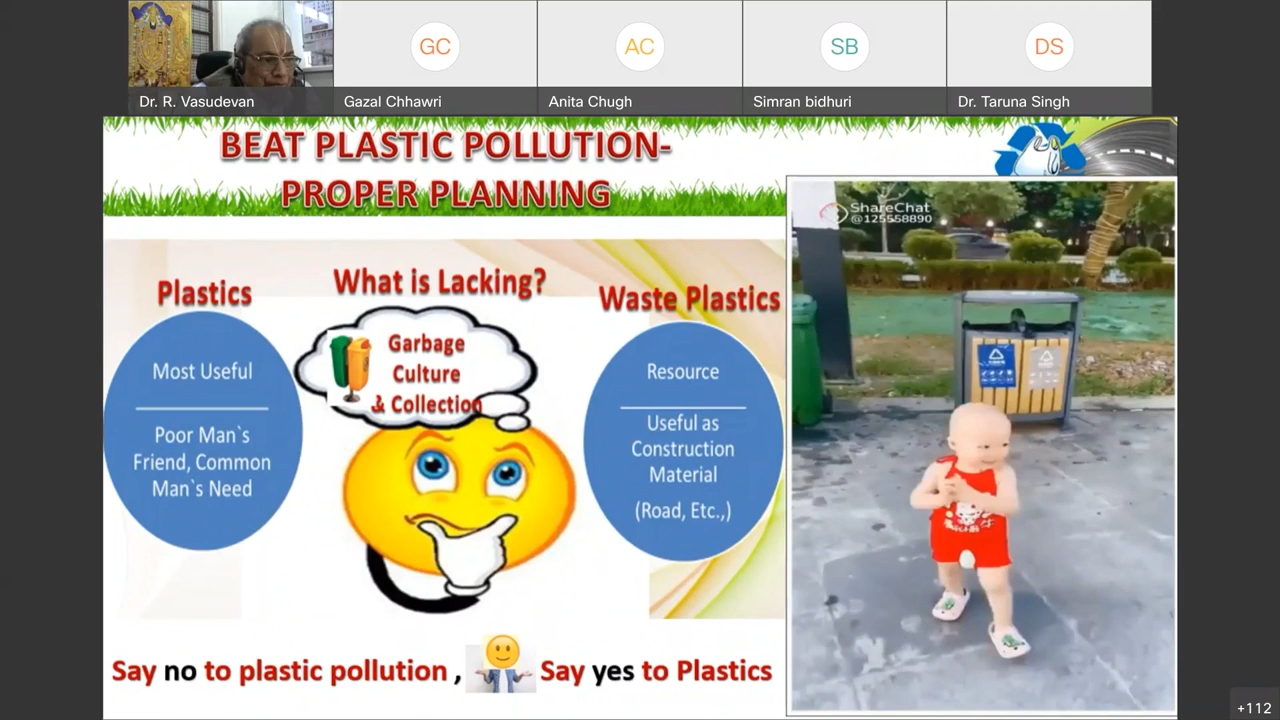 GC
AC
SB
DS
Dr. R. Vasudevan
Gazal Chhawri
Anita Chugh
Simran bidhuri
Dr. Taruna Singh
BEAT PLASTIC POLLUTION-
PROPER PLANNING
ShareChat
@125558890
Plastics
What is Lacking?
Waste Plastics
Most Useful
Poor Man`s
Friend, Common
Man`s Need
Garbage
Culture
& Collection
Resource
Useful as
Construction
Material
(Road, Etc.,)
Say no to plastic pollution , Say yes to Plastics
+112